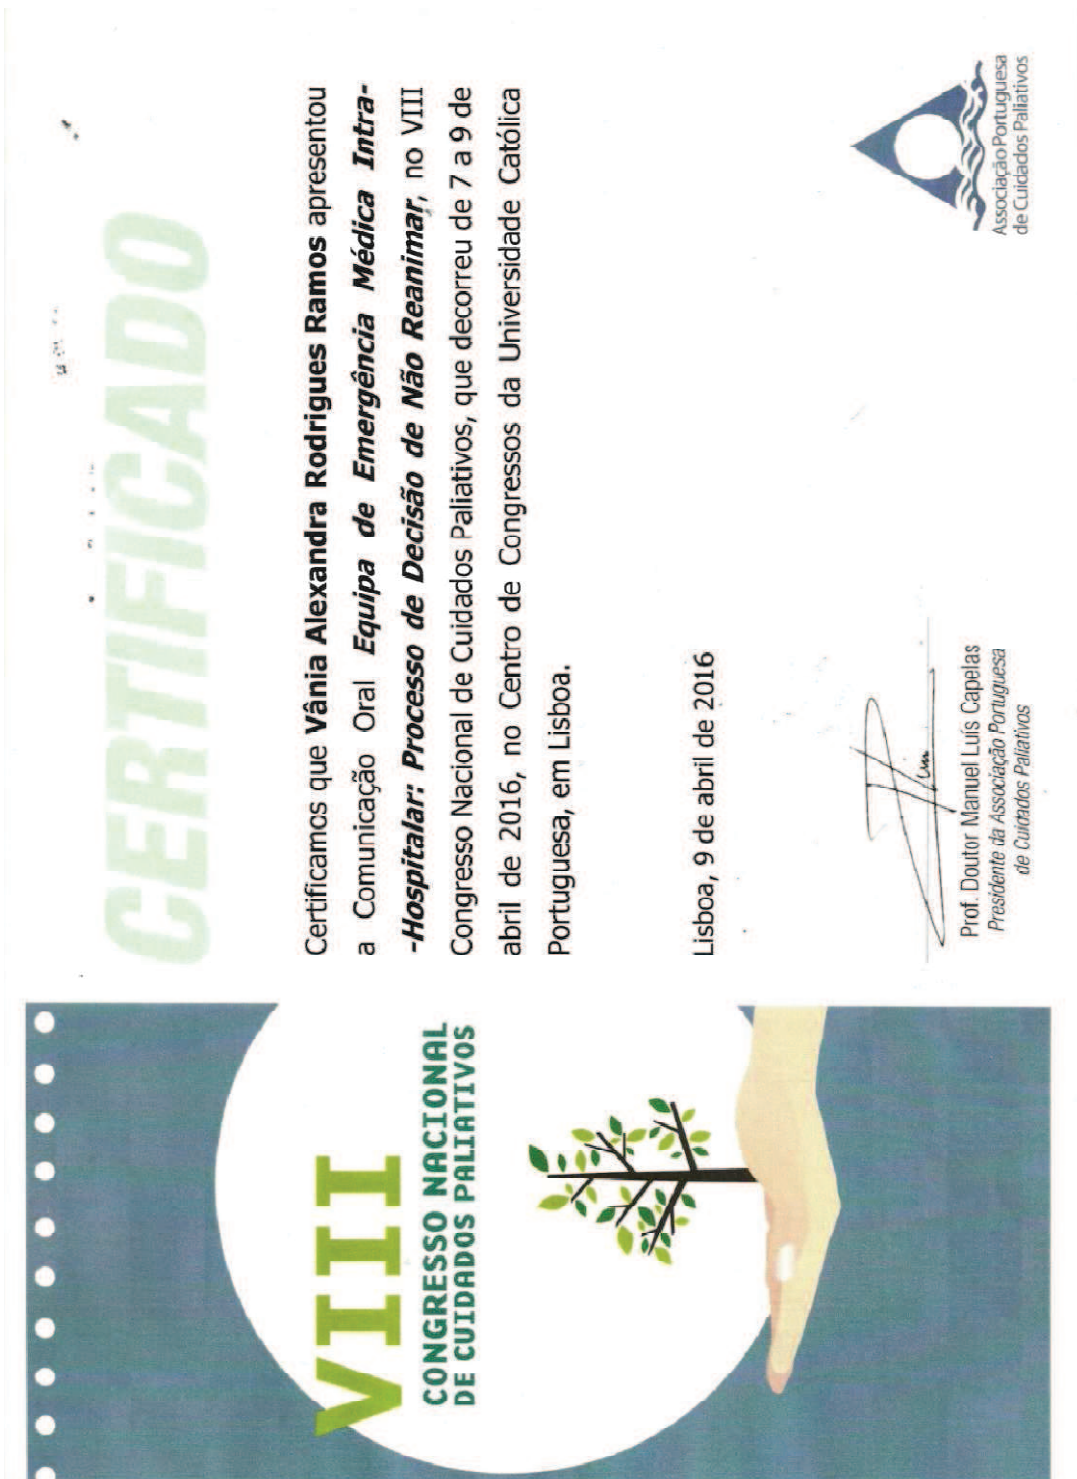 VIII
CONGRESSO NACIONAL
DE CUIDADOS PALIATIVOS
CERTIFICADO
Certificamos que Vânia Alexandra Rodrigues Ramos apresentou
a Comunicação Oral Equipa de Emergência Médica Intra-
-Hospitalar: Processo de Decisão de Não Reanimar, no VIII
Congresso Nacional de Cuidados Paliativos, que decorreu de 7 a 9 de
abril de 2016, no Centro de Congressos da Universidade Católica
Portuguesa, em Lisboa.
Lisboa, 9 de abril de 2016
Prof. Doutor Manuel Luís Capelas
Presidente da Associação Portuguesa
de Cuidados Paliativos
Associação Portuguesa
de Cuidados Paliativos